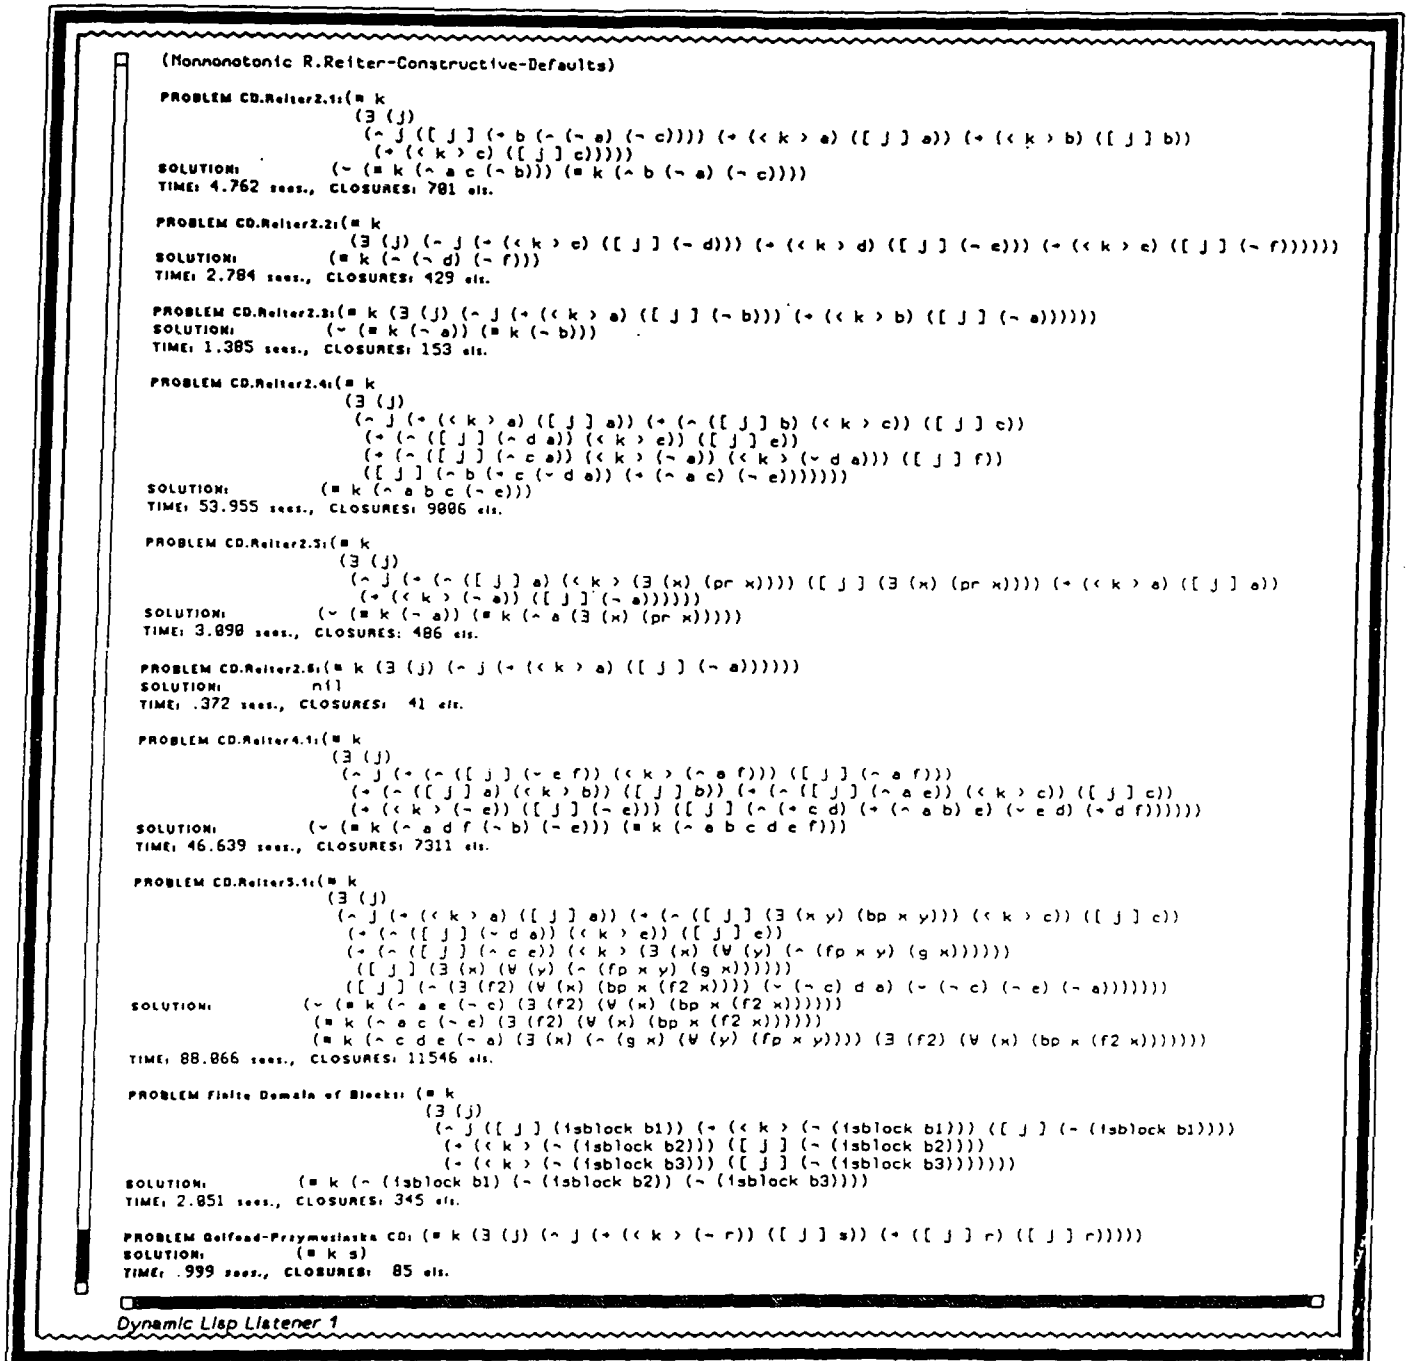 (Nonmonotonic R.Reiter-Constructive-Defaults)
PROBLEM CD.Reiter2.1:(≡ k
(∃ (j)
(^ j ([ j ] (→ b (^ (¬ a) (¬ c)))) (→ (< k > a) ([ j ] a)) (→ (< k > b) ([ j ] b))
(→ (< k > c) ([ j ] c)))))
SOLUTION: (∨ (≡ k (^ a c (¬ b))) (≡ k (^ b (¬ a) (¬ c))))
TIME: 4.762 secs., CLOSURES: 701 els.
PROBLEM CD.Reiter2.2:(≡ k
(∃ (j) (^ j (→ (< k > c) ([ j ] (¬ d))) (→ (< k > d) ([ j ] (¬ e))) (→ (< k > e) ([ j ] (¬ f))))))
SOLUTION: (≡ k (^ (¬ d) (¬ f)))
TIME: 2.784 secs., CLOSURES: 429 els.
PROBLEM CD.Reiter2.3:(≡ k (∃ (j) (^ j (→ (< k > a) ([ j ] (¬ b))) (→ (< k > b) ([ j ] (¬ a))))))
SOLUTION: (∨ (≡ k (¬ a)) (≡ k (¬ b)))
TIME: 1.385 secs., CLOSURES: 153 els.
PROBLEM CD.Reiter2.4:(≡ k
(∃ (j)
(^ j (→ (< k > a) ([ j ] a)) (→ (^ ([ j ] b) (< k > c)) ([ j ] c))
(→ (^ ([ j ] (^ d a)) (< k > e)) ([ j ] e))
(→ (^ ([ j ] (^ c a)) (< k > (¬ a)) (< k > (∨ d a))) ([ j ] f))
([ j ] (^ b (→ c (∨ d a)) (→ (^ a c) (¬ e)))))))
SOLUTION: (≡ k (^ a b c (¬ e)))
TIME: 53.955 secs., CLOSURES: 9006 els.
PROBLEM CD.Reiter2.5:(≡ k
(∃ (j)
(^ j (→ (^ ([ j ] a) (< k > (∃ (x) (pr x)))) ([ j ] (∃ (x) (pr x)))) (→ (< k > a) ([ j ] a))
(→ (< k > (¬ a)) ([ j ] (¬ a))))))
SOLUTION: (∨ (≡ k (¬ a)) (≡ k (^ a (∃ (x) (pr x)))))
TIME: 3.090 secs., CLOSURES: 486 els.
PROBLEM CD.Reiter2.6:(≡ k (∃ (j) (^ j (→ (< k > a) ([ j ] (¬ a))))))
SOLUTION: nil
TIME: .372 secs., CLOSURES: 41 els.
PROBLEM CD.Reiter4.1:(≡ k
(∃ (j)
(^ j (→ (^ ([ j ] (∨ e f)) (< k > (^ a f))) ([ j ] (^ a f)))
(→ (^ ([ j ] a) (< k > b)) ([ j ] b)) (→ (^ ([ j ] (^ a e)) (< k > c)) ([ j ] c))
(→ (< k > (¬ e)) ([ j ] (¬ e))) ([ j ] (^ (→ c d) (→ (^ a b) e) (∨ e d) (→ d f))))))
SOLUTION: (∨ (≡ k (^ a d f (¬ b) (¬ e))) (≡ k (^ a b c d e f)))
TIME: 46.639 secs., CLOSURES: 7311 els.
PROBLEM CD.Reiter5.1:(≡ k
(∃ (j)
(^ j (→ (< k > a) ([ j ] a)) (→ (^ ([ j ] (∃ (x y) (bp x y))) (< k > c)) ([ j ] c))
(→ (^ ([ j ] (∨ d a)) (< k > e)) ([ j ] e))
(→ (^ ([ j ] (^ c e)) (< k > (∃ (x) (∀ (y) (^ (fp x y) (g x))))))
([ j ] (∃ (x) (∀ (y) (^ (fp x y) (g x))))))
([ j ] (^ (∃ (f2) (∀ (x) (bp x (f2 x)))) (∨ (¬ c) d a) (∨ (¬ c) (¬ e) (¬ a)))))))
SOLUTION: (∨ (≡ k (^ a e (¬ c) (∃ (f2) (∀ (x) (bp x (f2 x))))))
(≡ k (^ a c (¬ e) (∃ (f2) (∀ (x) (bp x (f2 x))))))
(≡ k (^ c d e (¬ a) (∃ (x) (^ (g x) (∀ (y) (fp x y)))) (∃ (f2) (∀ (x) (bp x (f2 x)))))))
TIME: 88.066 secs., CLOSURES: 11546 els.
PROBLEM Finite Domain of Blocks: (≡ k
(∃ (j)
(^ j ([ j ] (isblock b1)) (→ (< k > (¬ (isblock b1))) ([ j ] (¬ (isblock b1))))
(→ (< k > (¬ (isblock b2))) ([ j ] (¬ (isblock b2))))
(→ (< k > (¬ (isblock b3))) ([ j ] (¬ (isblock b3)))))))
SOLUTION: (≡ k (^ (isblock b1) (¬ (isblock b2)) (¬ (isblock b3))))
TIME: 2.051 secs., CLOSURES: 345 els.
PROBLEM Gelfond-Przymusinska CD: (≡ k (∃ (j) (^ j (→ (< k > (¬ r)) ([ j ] s)) (→ ([ j ] r) ([ j ] r)))))
SOLUTION: (≡ k s)
TIME: .999 secs., CLOSURES: 85 els.
Dynamic Lisp Listener 1